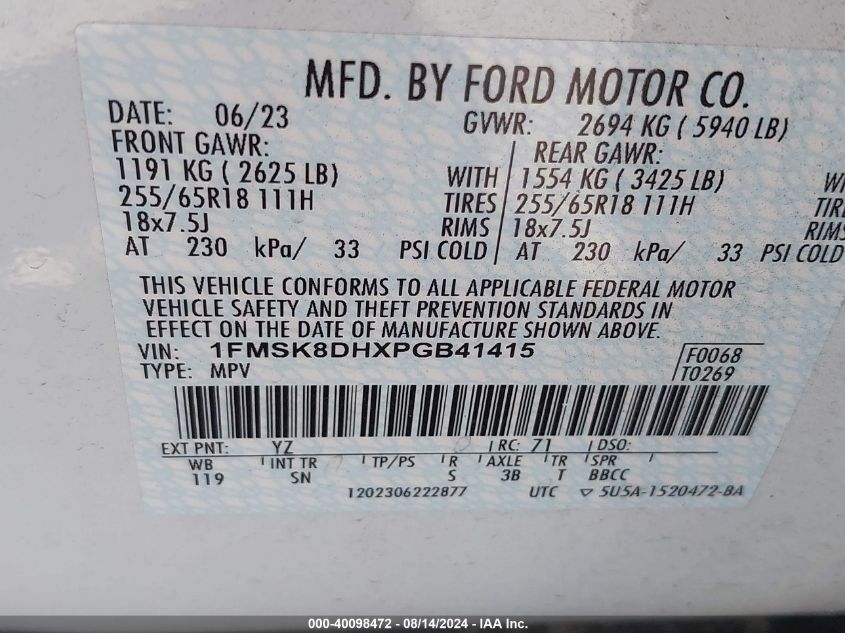 MFD. BY FORD MOTOR CO.
DATE: 06/23 GVWR: 2694 KG ( 5940 LB)
FRONT GAWR: REAR GAWR:
1191 KG ( 2625 LB) WITH 1554 KG ( 3425 LB) WI
255/65R18 111H TIRES 255/65R18 111H TIRE
18x7.5J RIMS 18x7.5J RIMS
AT 230 kPa/ 33 PSI COLD AT 230 kPa/ 33 PSI COLD
THIS VEHICLE CONFORMS TO ALL APPLICABLE FEDERAL MOTOR
VEHICLE SAFETY AND THEFT PREVENTION STANDARDS IN
EFFECT ON THE DATE OF MANUFACTURE SHOWN ABOVE.
VIN: 1FMSK8DHXPGB41415 F0068
TYPE: MPV T0269
EXT PNT: YZ RC: 71 DSO:
WB INT TR TP/PS R AXLE TR SPR
119 SN S 3B T BBCC
1202306222877 UTC ▽ 5U5A-1520472-BA
000-40098472 - 08/14/2024 - IAA Inc.